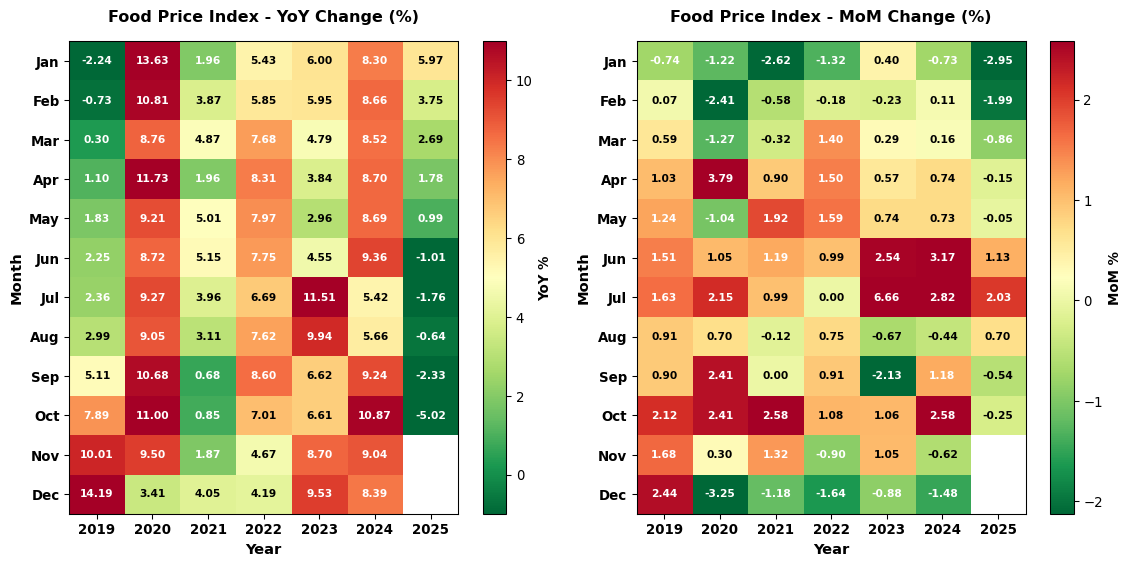 Food Price Index - YoY Change (%)
Jan -2.24 13.63 1.96 5.43 6.00 8.30 5.97
Feb -0.73 10.81 3.87 5.85 5.95 8.66 3.75
Mar 0.30 8.76 4.87 7.68 4.79 8.52 2.69
Apr 1.10 11.73 1.96 8.31 3.84 8.70 1.78
May 1.83 9.21 5.01 7.97 2.96 8.69 0.99
Jun 2.25 8.72 5.15 7.75 4.55 9.36 -1.01
Jul 2.36 9.27 3.96 6.69 11.51 5.42 -1.76
Aug 2.99 9.05 3.11 7.62 9.94 5.66 -0.64
Sep 5.11 10.68 0.68 8.60 6.62 9.24 -2.33
Oct 7.89 11.00 0.85 7.01 6.61 10.87 -5.02
Nov 10.01 9.50 1.87 4.67 8.70 9.04
Dec 14.19 3.41 4.05 4.19 9.53 8.39
2019 2020 2021 2022 2023 2024 2025
Year
Month
10
8
6
4
2
0
YoY %
Food Price Index - MoM Change (%)
Jan -0.74 -1.22 -2.62 -1.32 0.40 -0.73 -2.95
Feb 0.07 -2.41 -0.58 -0.18 -0.23 0.11 -1.99
Mar 0.59 -1.27 -0.32 1.40 0.29 0.16 -0.86
Apr 1.03 3.79 0.90 1.50 0.57 0.74 -0.15
May 1.24 -1.04 1.92 1.59 0.74 0.73 -0.05
Jun 1.51 1.05 1.19 0.99 2.54 3.17 1.13
Jul 1.63 2.15 0.99 0.00 6.66 2.82 2.03
Aug 0.91 0.70 -0.12 0.75 -0.67 -0.44 0.70
Sep 0.90 2.41 0.00 0.91 -2.13 1.18 -0.54
Oct 2.12 2.41 2.58 1.08 1.06 2.58 -0.25
Nov 1.68 0.30 1.32 -0.90 1.05 -0.62
Dec 2.44 -3.25 -1.18 -1.64 -0.88 -1.48
2019 2020 2021 2022 2023 2024 2025
Year
Month
2
1
0
−1
−2
MoM %